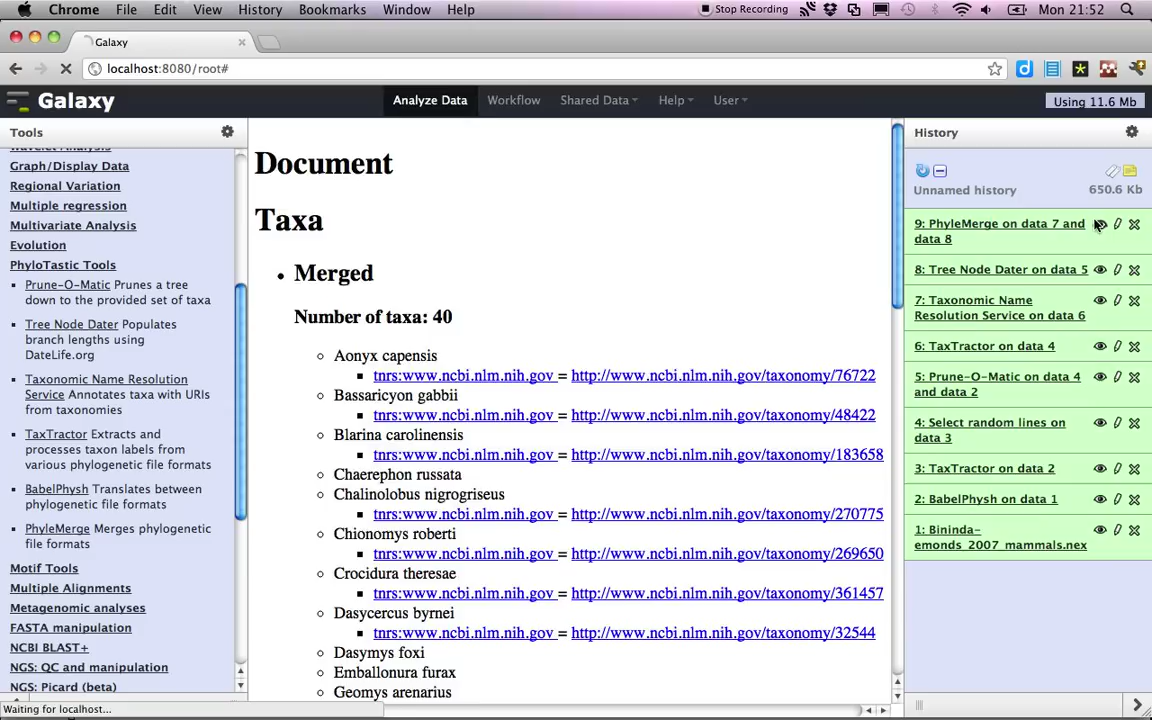 Chrome File Edit View History Bookmarks Window Help Stop Recording Mon 21:52
Galaxy
localhost:8080/root#
Galaxy Analyze Data Workflow Shared Data Help User Using 11.6 Mb
Tools
Graph/Display Data
Regional Variation
Multiple regression
Multivariate Analysis
Evolution
PhyloTastic Tools
Prune-O-Matic Prunes a tree
down to the provided set of taxa
Tree Node Dater Populates
branch lengths using
DateLife.org
Taxonomic Name Resolution
Service Annotates taxa with URIs
from taxonomies
TaxTractor Extracts and
processes taxon labels from
various phylogenetic file formats
BabelPhysh Translates between
phylogenetic file formats
PhyleMerge Merges phylogenetic
file formats
Motif Tools
Multiple Alignments
Metagenomic analyses
FASTA manipulation
NCBI BLAST+
NGS: QC and manipulation
NGS: Picard (beta)
Waiting for localhost...
Document
Taxa
Merged
Number of taxa: 40
Aonyx capensis
tnrs:www.ncbi.nlm.nih.gov = http://www.ncbi.nlm.nih.gov/taxonomy/76722
Bassaricyon gabbii
tnrs:www.ncbi.nlm.nih.gov = http://www.ncbi.nlm.nih.gov/taxonomy/48422
Blarina carolinensis
tnrs:www.ncbi.nlm.nih.gov = http://www.ncbi.nlm.nih.gov/taxonomy/183658
Chaerephon russata
Chalinolobus nigrogriseus
tnrs:www.ncbi.nlm.nih.gov = http://www.ncbi.nlm.nih.gov/taxonomy/270775
Chionomys roberti
tnrs:www.ncbi.nlm.nih.gov = http://www.ncbi.nlm.nih.gov/taxonomy/269650
Crocidura theresae
tnrs:www.ncbi.nlm.nih.gov = http://www.ncbi.nlm.nih.gov/taxonomy/361457
Dasycercus byrnei
tnrs:www.ncbi.nlm.nih.gov = http://www.ncbi.nlm.nih.gov/taxonomy/32544
Dasymys foxi
Emballonura furax
Geomys arenarius
History
Unnamed history 650.6 Kb
9: PhyleMerge on data 7 and
data 8
8: Tree Node Dater on data 5
7: Taxonomic Name
Resolution Service on data 6
6: TaxTractor on data 4
5: Prune-O-Matic on data 4
and data 2
4: Select random lines on
data 3
3: TaxTractor on data 2
2: BabelPhysh on data 1
1: Bininda-
emonds_2007_mammals.nex